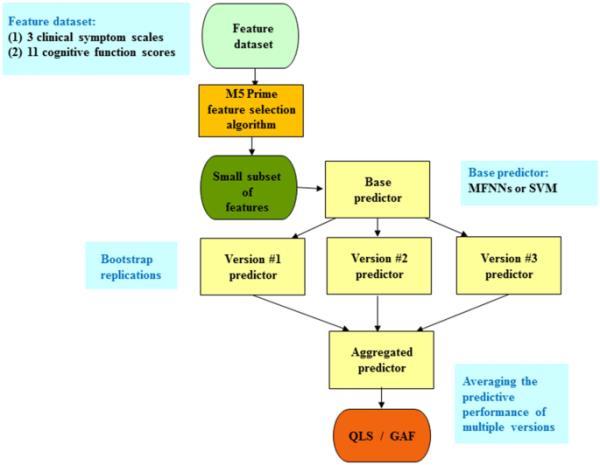 Feature dataset:
(1) 3 clinical symptom scales
(2) 11 cognitive function scores
Feature
dataset
M5 Prime
feature selection
algorithm
Small subset
of
features
Base
predictor
Base predictor:
MFNNs or SVM
Bootstrap
replications
Version #1
predictor
Version #2
predictor
Version #3
predictor
Aggregated
predictor
Averaging the
predictive
performance of
multiple versions
QLS / GAF